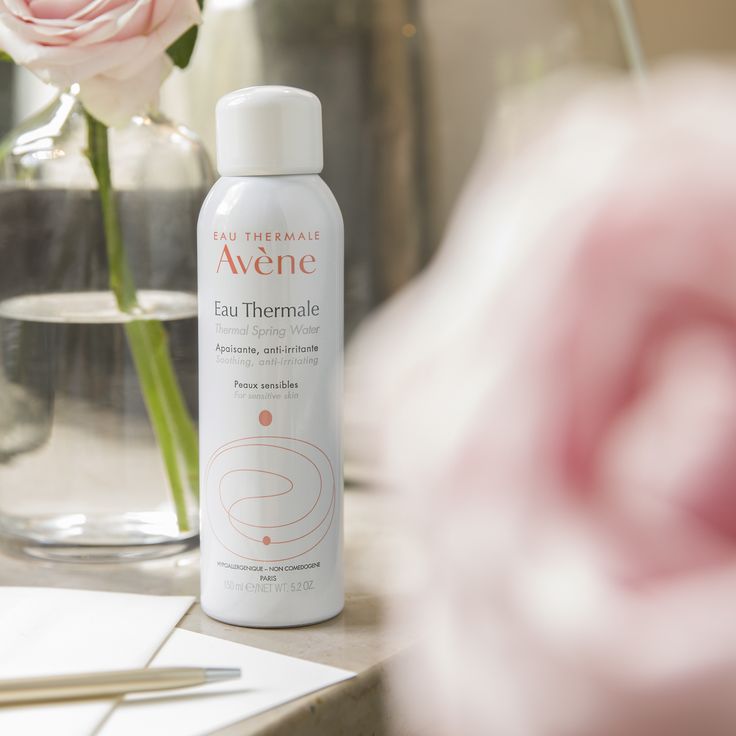 EAU THERMALE
Avène
Eau Thermale
Thermal Spring Water
Apaisante, anti-irritante
Soothing, anti-irritating
Peaux sensibles
For sensitive skin
HYPOALLERGENIQUE – NON COMEDOGENE
PARIS
150 ml e/NET WT. 5.2 OZ.